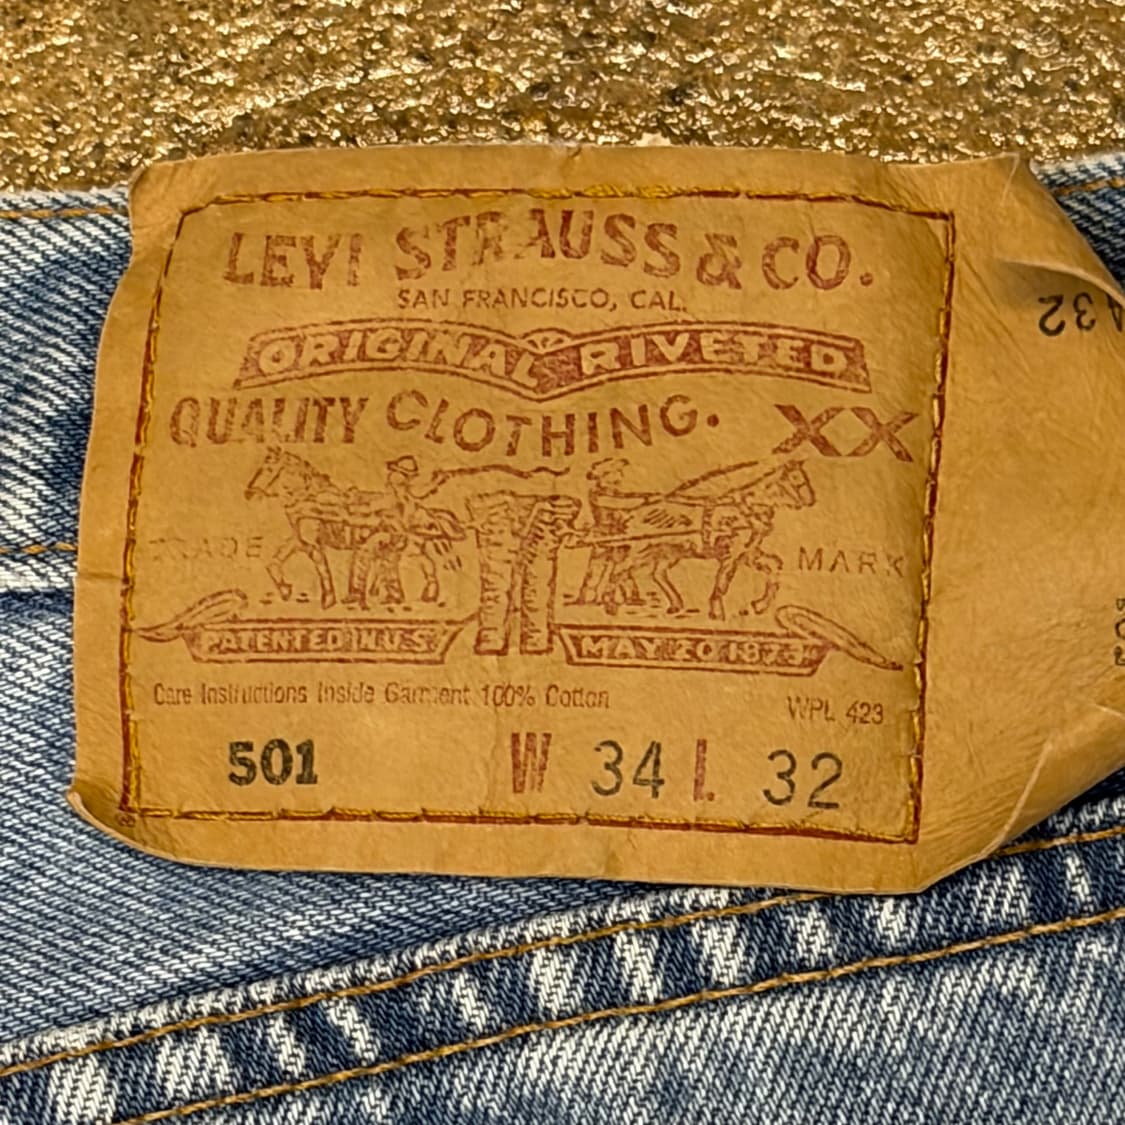 LEVI STRAUSS & CO.
SAN FRANCISCO, CAL.
ORIGINAL RIVETED
QUALITY CLOTHING. XX
TRADE MARK
PATENTED IN U.S. MAY 20 1873
Care Instructions Inside Garment 100% Cotton
WPL 423
501 W 34 L 32
32